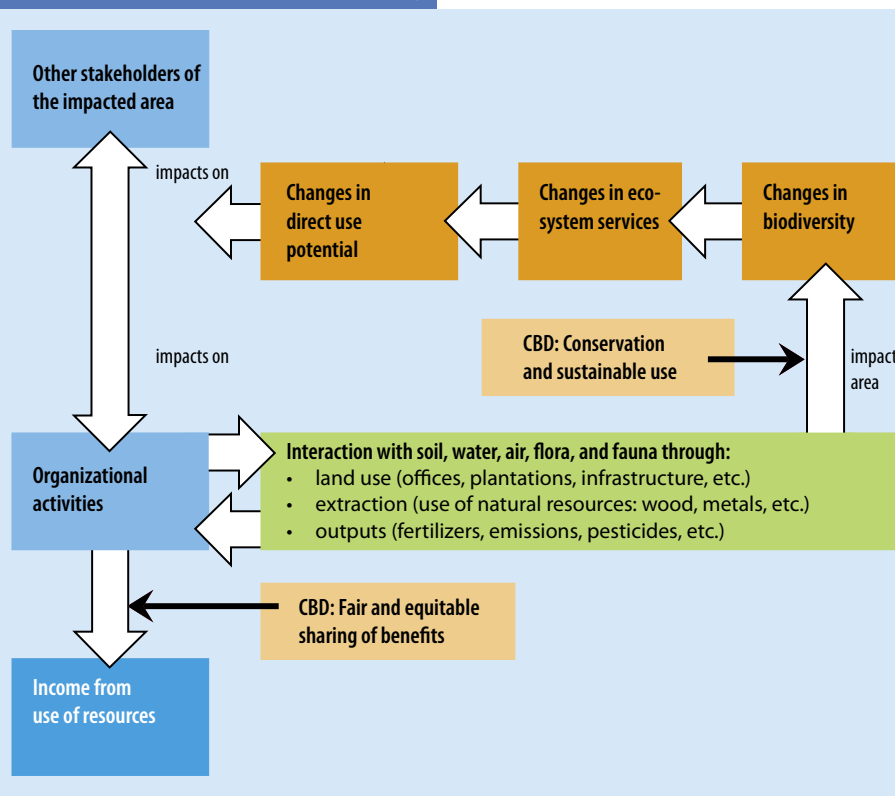 Other stakeholders of
the impacted area
impacts on
Changes in
direct use
potential
Changes in eco-
system services
Changes in
biodiversity
impacts on
CBD: Conservation
and sustainable use
impact
area
Organizational
activities
Interaction with soil, water, air, flora, and fauna through:
• land use (offices, plantations, infrastructure, etc.)
• extraction (use of natural resources: wood, metals, etc.)
• outputs (fertilizers, emissions, pesticides, etc.)
CBD: Fair and equitable
sharing of benefits
Income from
use of resources